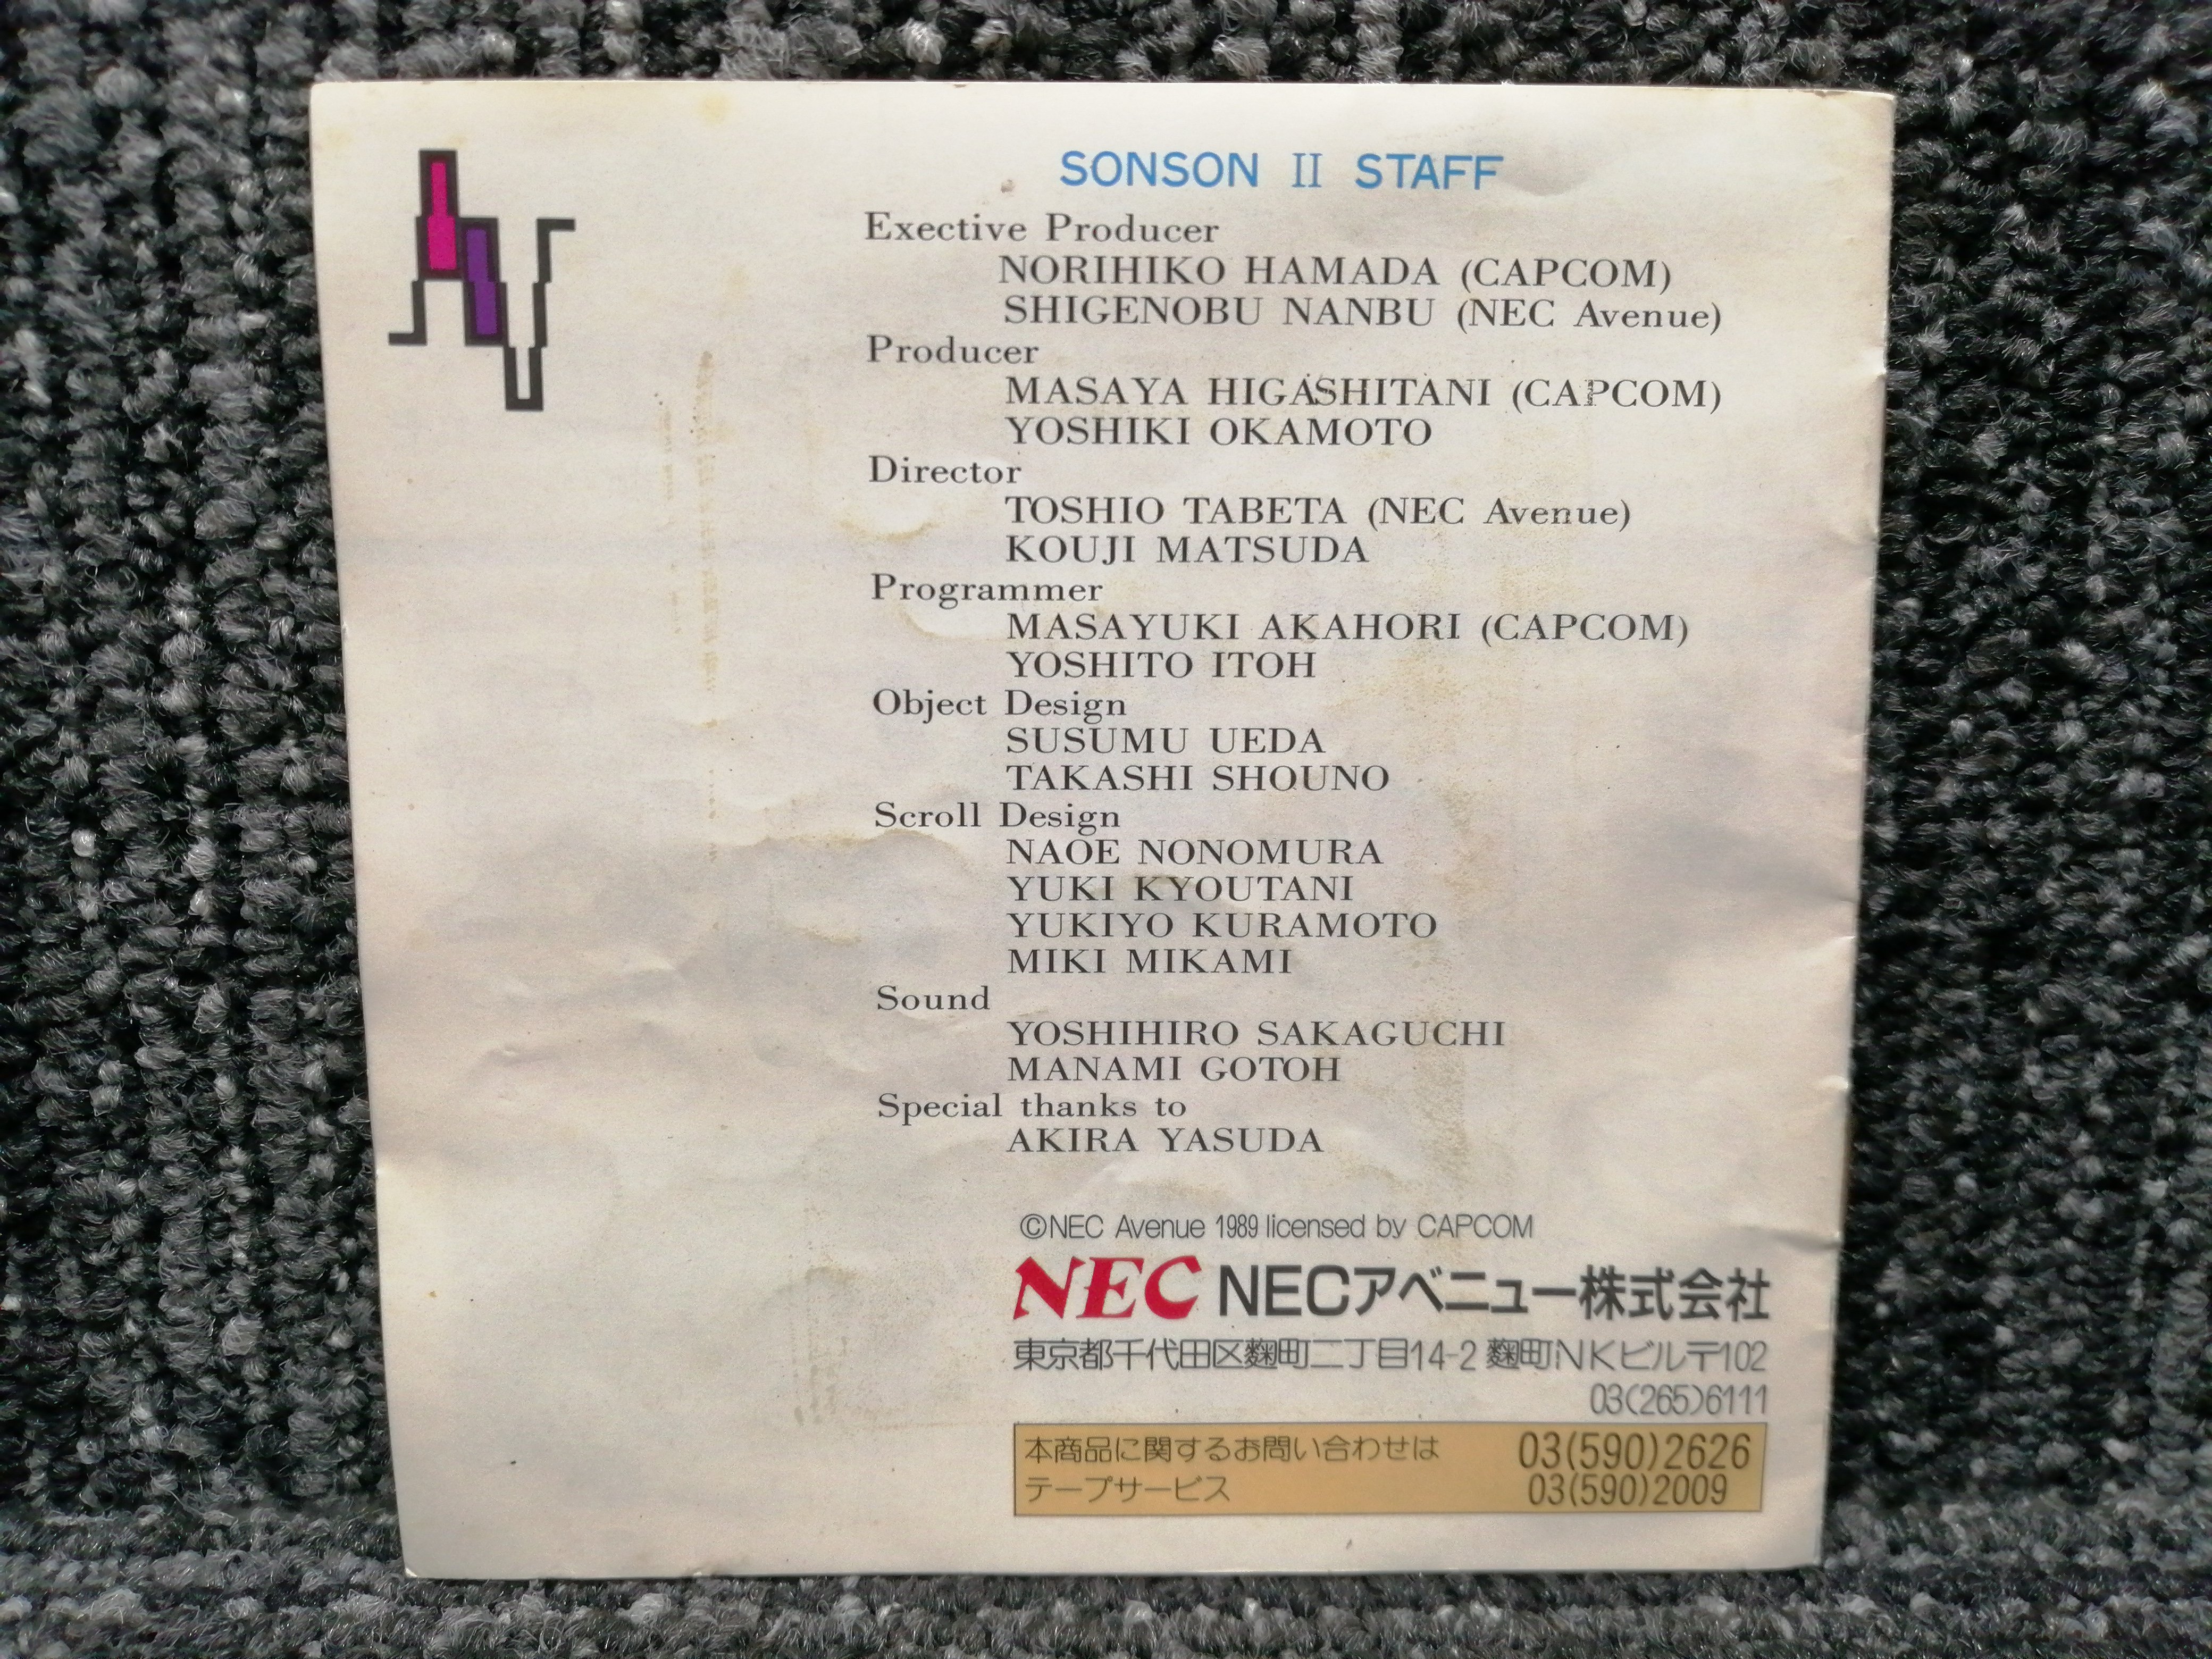 SONSON II STAFF
Exective Producer
NORIHIKO HAMADA (CAPCOM)
SHIGENOBU NANBU (NEC Avenue)
Producer
MASAYA HIGASHITANI (CAPCOM)
YOSHIKI OKAMOTO
Director
TOSHIO TABETA (NEC Avenue)
KOUJI MATSUDA
Programmer
MASAYUKI AKAHORI (CAPCOM)
YOSHITO ITOH
Object Design
SUSUMU UEDA
TAKASHI SHOUNO
Scroll Design
NAOE NONOMURA
YUKI KYOUTANI
YUKIYO KURAMOTO
MIKI MIKAMI
Sound
YOSHIHIRO SAKAGUCHI
MANAMI GOTOH
Special thanks to
AKIRA YASUDA
©NEC Avenue 1989 licensed by CAPCOM
NEC NECアベニュー株式会社
東京都千代田区麴町二丁目14-2 麴町NKビル〒102
03(265)6111
本商品に関するお問い合わせは 03(590)2626
テープサービス 03(590)2009